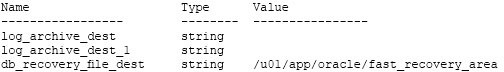 Name Type Value
----------------- -------- ----------------
log_archive_dest string
log_archive_dest_1 string
db_recovery_file_dest string /u01/app/oracle/fast_recovery_area